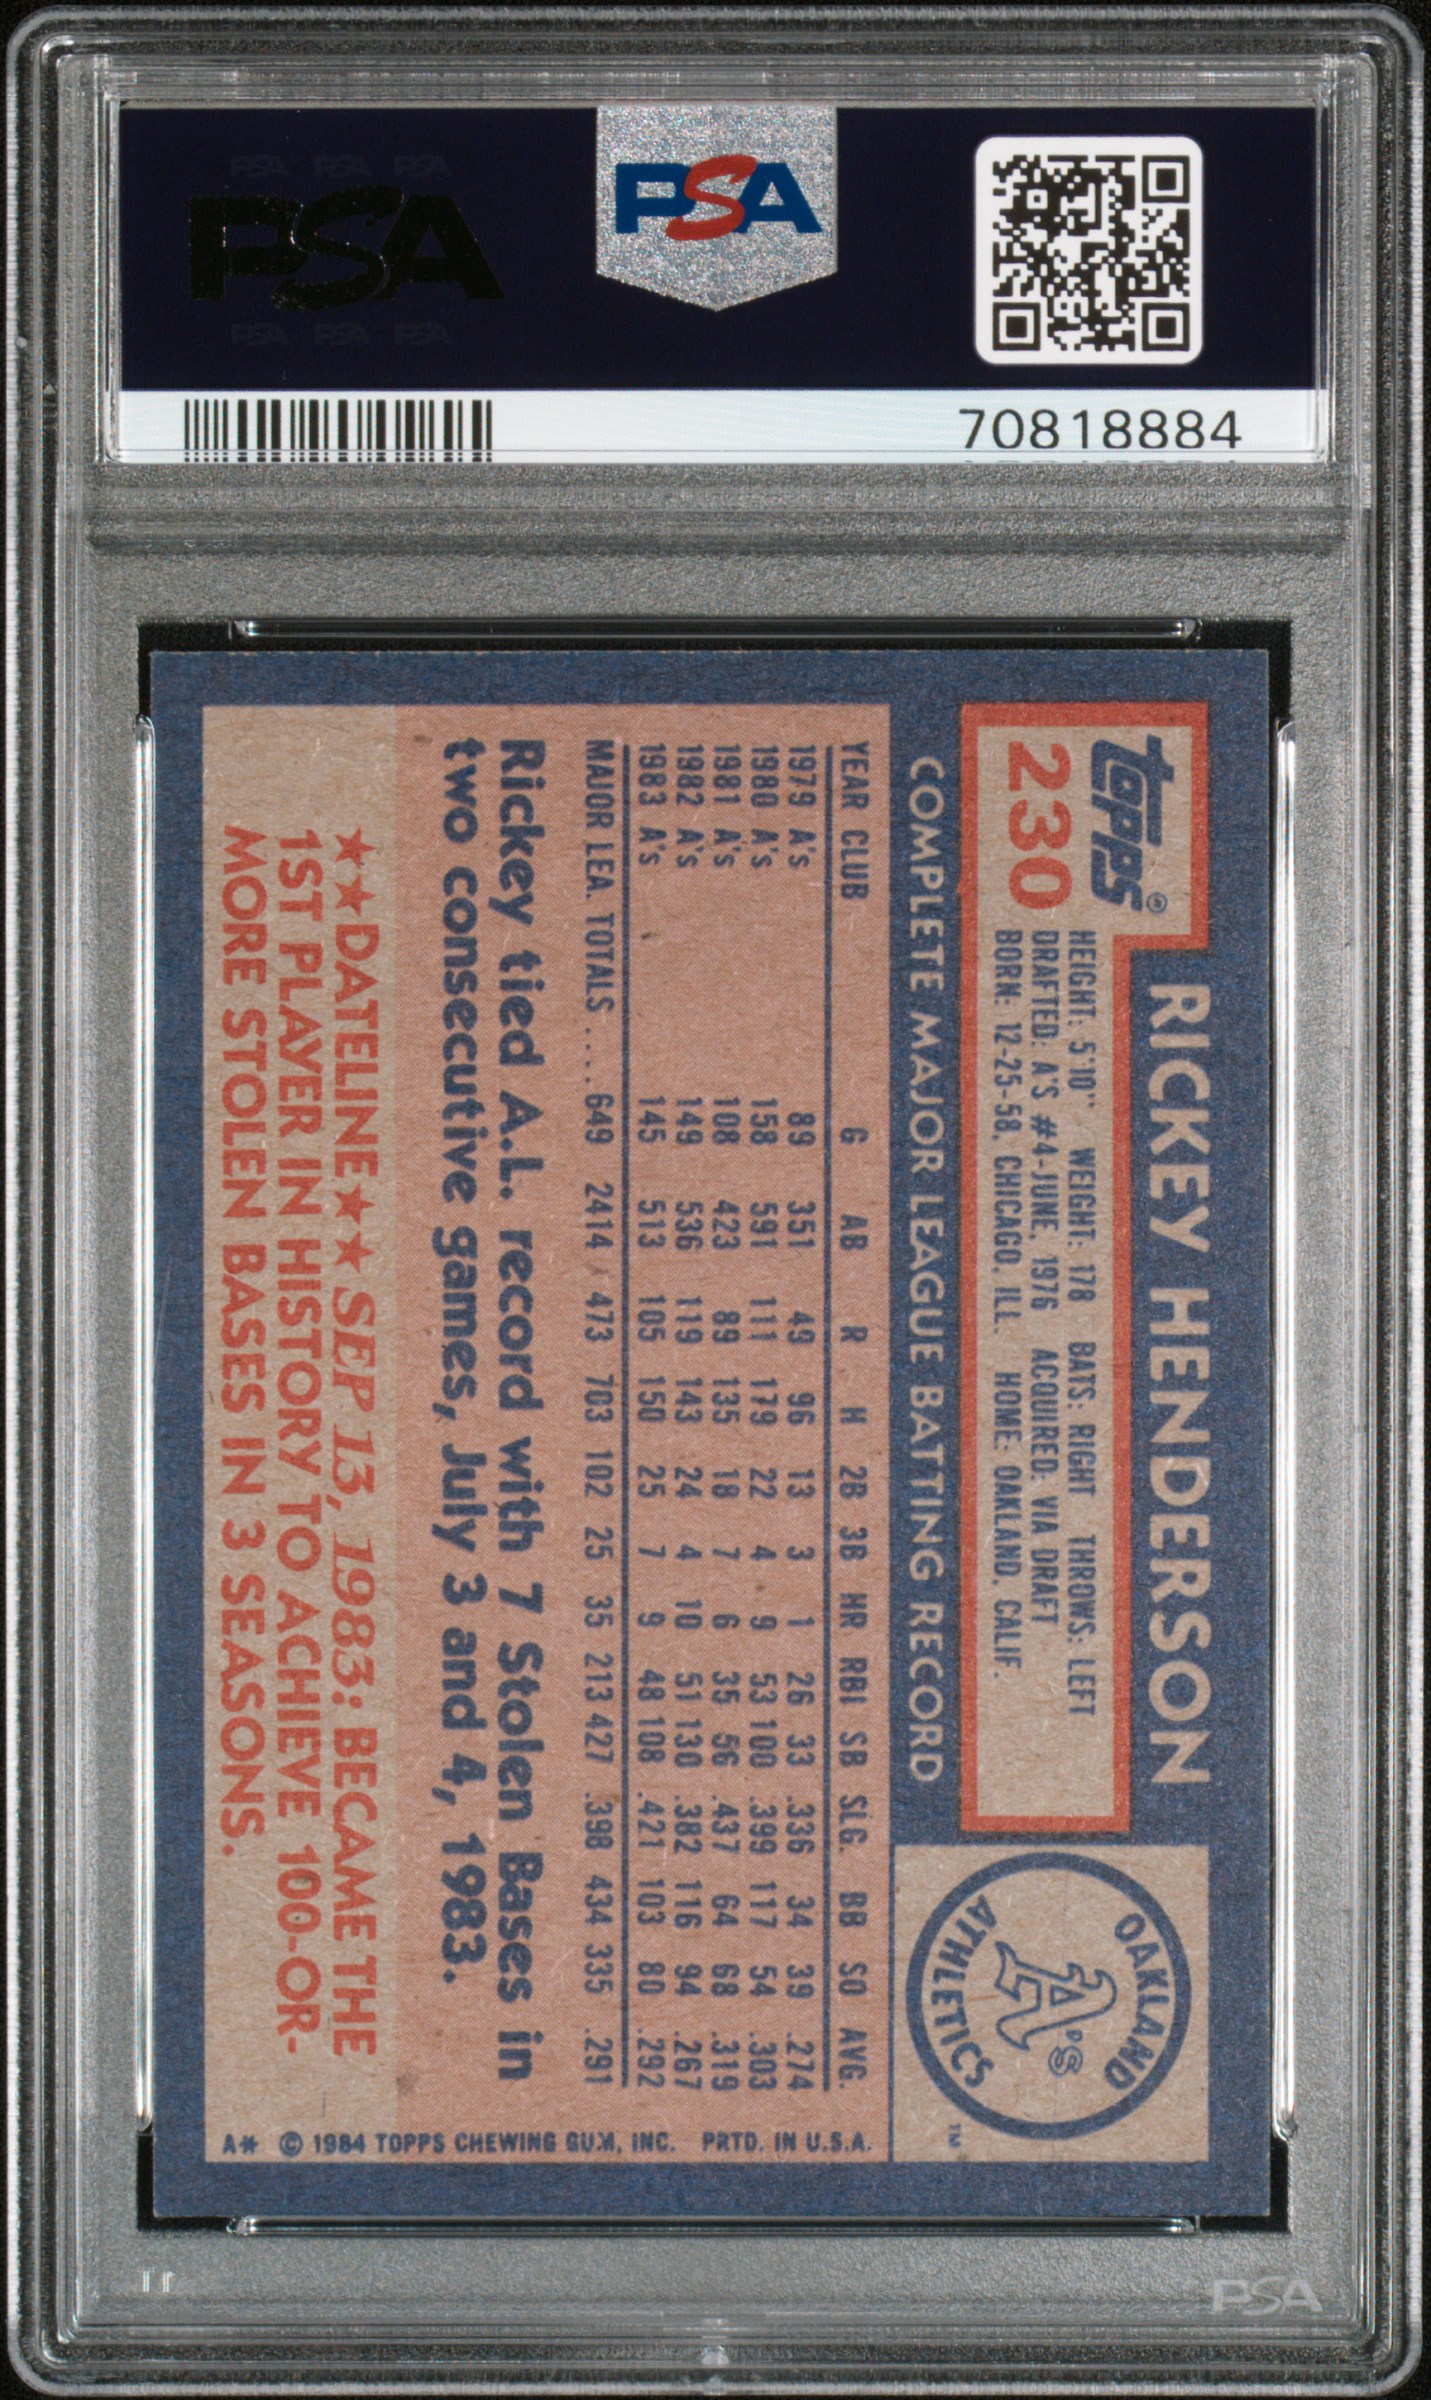 PSA PSA PSA
PSA
PSA PSA PSA
PSA
70818884
topps®
230
RICKEY HENDERSON
HEIGHT: 5'10" WEIGHT: 178 BATS: RIGHT THROWS: LEFT
DRAFTED: A'S #4-JUNE, 1976 ACQUIRED: VIA DRAFT
BORN: 12-25-58, CHICAGO, ILL. HOME: OAKLAND, CALIF.
OAKLAND
A's
ATHLETICS
TM
COMPLETE MAJOR LEAGUE BATTING RECORD
YEAR CLUB G AB R H 2B 3B HR RBI SB SLG. BB SO AVG.
1979 A's 89 351 49 96 13 3 1 26 33 .336 34 39 .274
1980 A's 158 591 111 179 22 4 9 53 100 .399 117 54 .303
1981 A's 108 423 89 135 18 7 6 35 56 .437 64 68 .319
1982 A's 149 536 119 143 24 4 10 51 130 .382 116 94 .267
1983 A's 145 513 105 150 25 7 9 48 108 .421 103 80 .292
MAJOR LEA. TOTALS .... 649 2414 473 703 102 25 35 213 427 .398 434 335 .291
Rickey tied A.L. record with 7 Stolen Bases in
two consecutive games, July 3 and 4, 1983.
★★DATELINE★★ SEP 13, 1983: BECAME THE
1ST PLAYER IN HISTORY TO ACHIEVE 100-OR-
MORE STOLEN BASES IN 3 SEASONS.
A* © 1984 TOPPS CHEWING GUM, INC. PRTD. IN U.S.A.
PSA